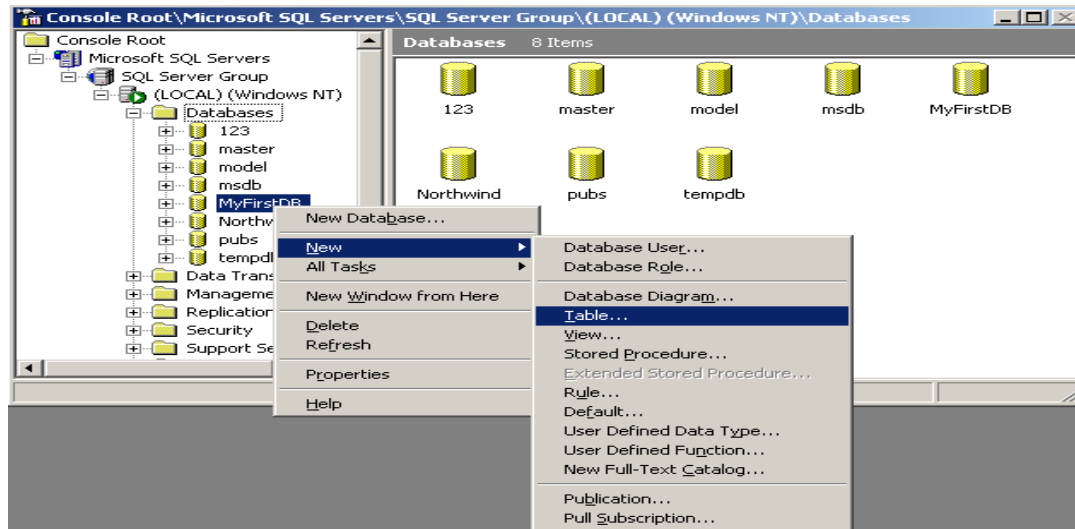 Console Root\Microsoft SQL Servers\SQL Server Group\(LOCAL) (Windows NT)\Databases
Console Root
Microsoft SQL Servers
SQL Server Group
(LOCAL) (Windows NT)
Databases
123
master
model
msdb
MyFirstDB
Northw
pubs
tempdl
Data Trans
Manageme
Replication
Security
Support Se
Databases 8 Items
123 master model msdb MyFirstDB
Northwind pubs tempdb
New Database...
New
All Tasks
New Window from Here
Delete
Refresh
Properties
Help
Database User...
Database Role...
Database Diagram...
Table...
View...
Stored Procedure...
Extended Stored Procedure...
Rule...
Default...
User Defined Data Type...
User Defined Function...
New Full-Text Catalog...
Publication...
Pull Subscription...